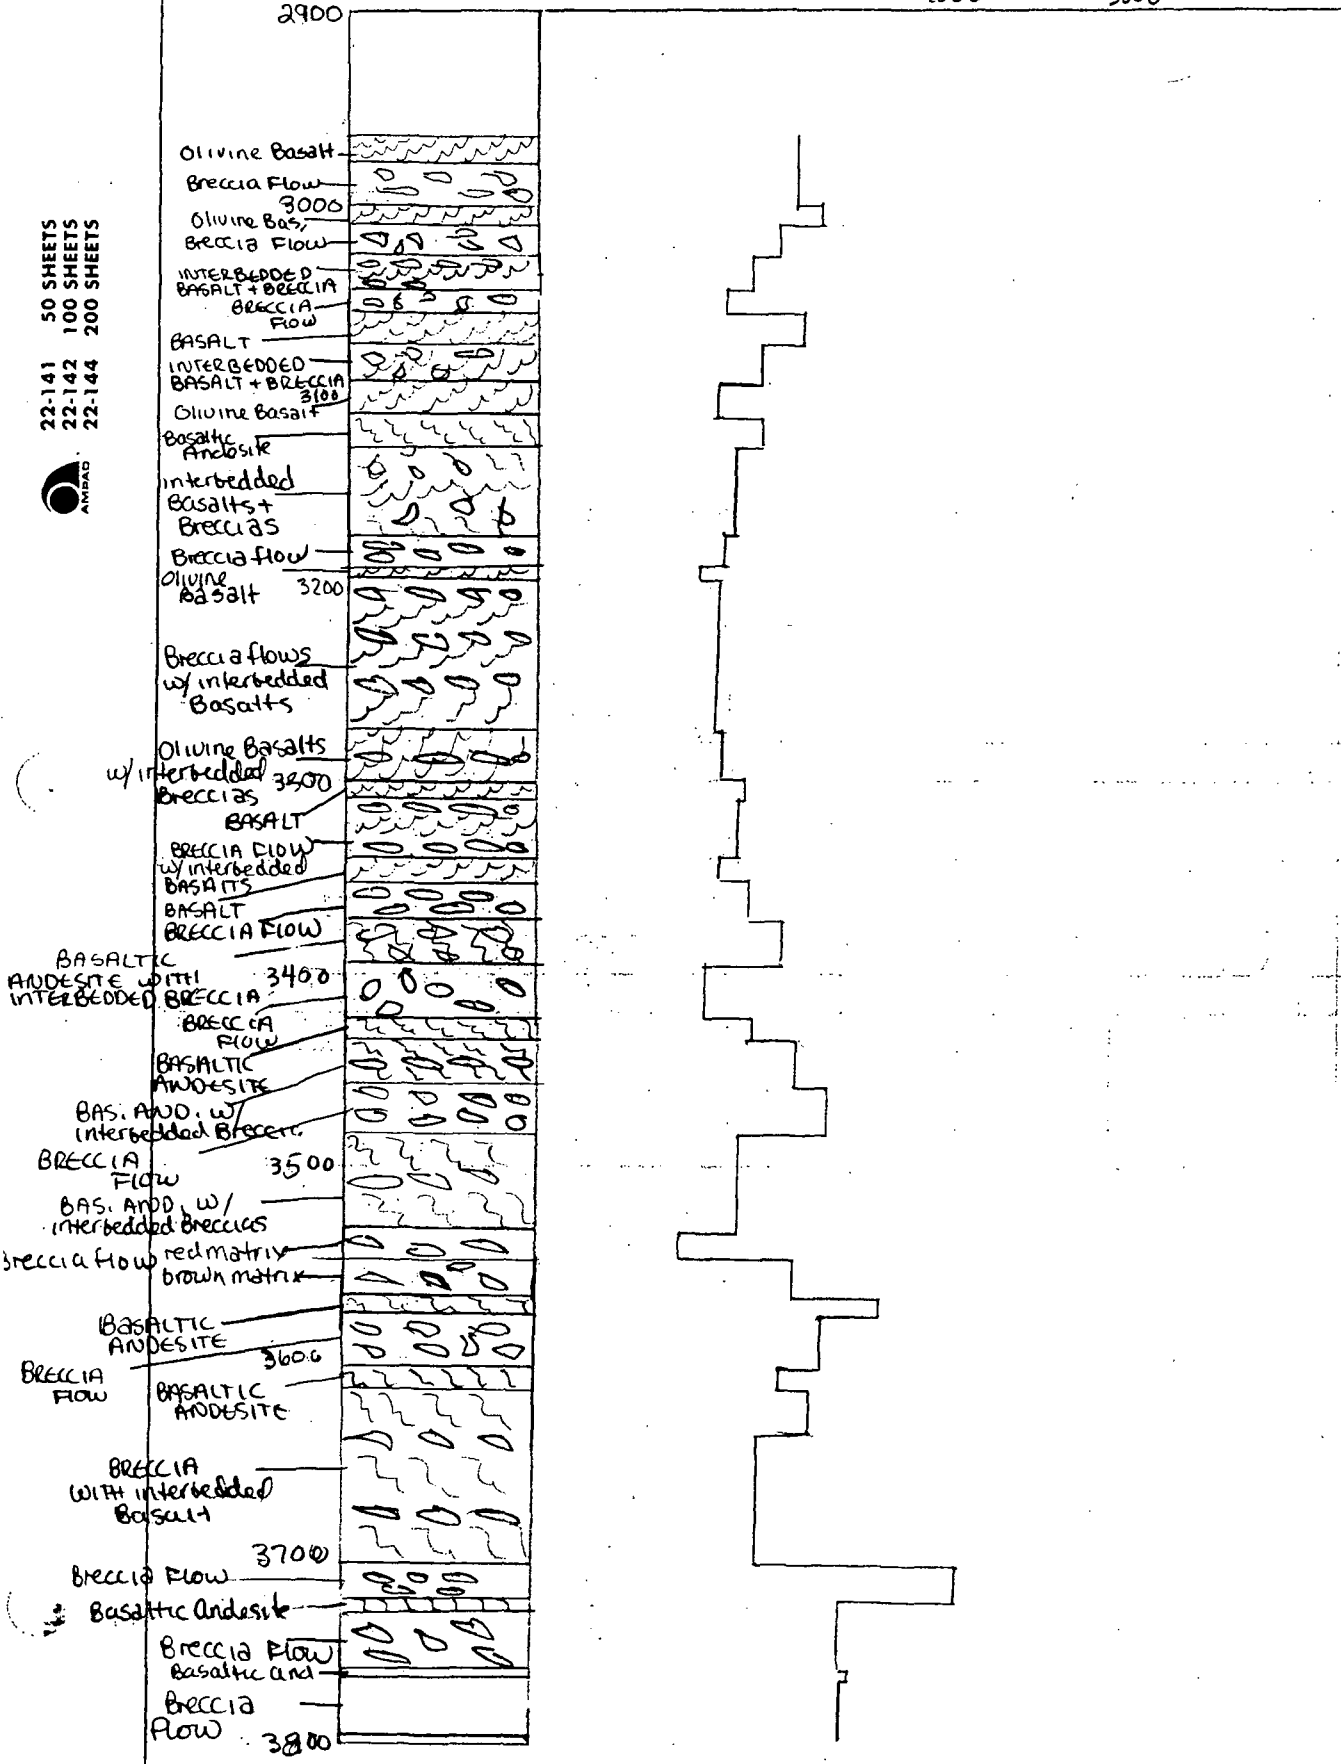 2900
Olivine Basalt
Breccia Flow
3000
Olivine Bas,
Breccia Flow
INTERBEDDED
BASALT + BRECCIA
BRECCIA
FLOW
BASALT
INTERBEDDED
BASALT + BRECCIA
3100
Olivine Basalt
Basaltic
Andesite
interbedded
Basalts +
Breccias
Breccia flow
Olivine
Basalt
3200
Breccia flows
w/ interbedded
Basalts
Olivine Basalts
w/ interbedded
3300
Breccias
BASALT
BRECCIA FLOW
w/ interbedded
BASALTS
BASALT
BRECCIA FLOW
BASALTIC
ANDESITE WITH
3400
INTERBEDDED BRECCIA
BRECCIA
FLOW
BASALTIC
ANDESITE
BAS. AND. W/
interbedded
BRECCIA
FLOW
3500
BAS. AND. W/
interbedded Breccias
Breccia flow red matrix
brown matrix
BASALTIC
ANDESITE
3600
BRECCIA
FLOW
BASALTIC
ANDESITE
BRECCIA
WITH interbedded
Basalt
3700
Breccia Flow
Basaltic Andesite
Breccia Flow
Basaltic and
Breccia
Flow
3800
22-141 50 SHEETS
22-142 100 SHEETS
22-144 200 SHEETS
AMPAD